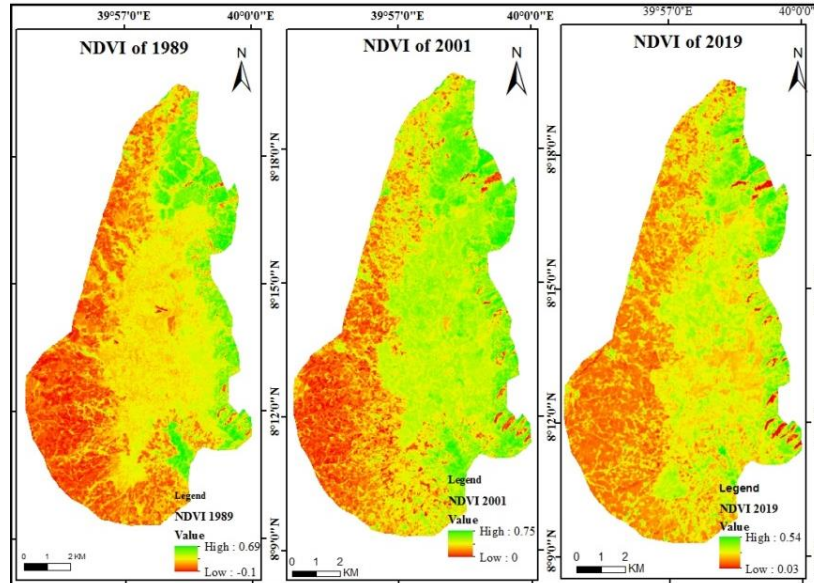 39°57'0"E 40°0'0"E
NDVI of 1989
N
8°18'0"N
8°15'0"N
8°12'0"N
8°9'0"N
Legend
NDVI 1989
Value
High : 0.69
Low : -0.1
0 1 2 KM
39°57'0"E 40°0'0"E
NDVI of 2001
N
8°18'0"N
8°15'0"N
8°12'0"N
8°9'0"N
Legend
NDVI 2001
Value
High : 0.75
Low : 0
0 1 2
KM
39°57'0"E 40°0'0"E
NDVI of 2019
N
Legend
NDVI 2019
Value
High : 0.54
Low : 0.03
0 1 2
KM